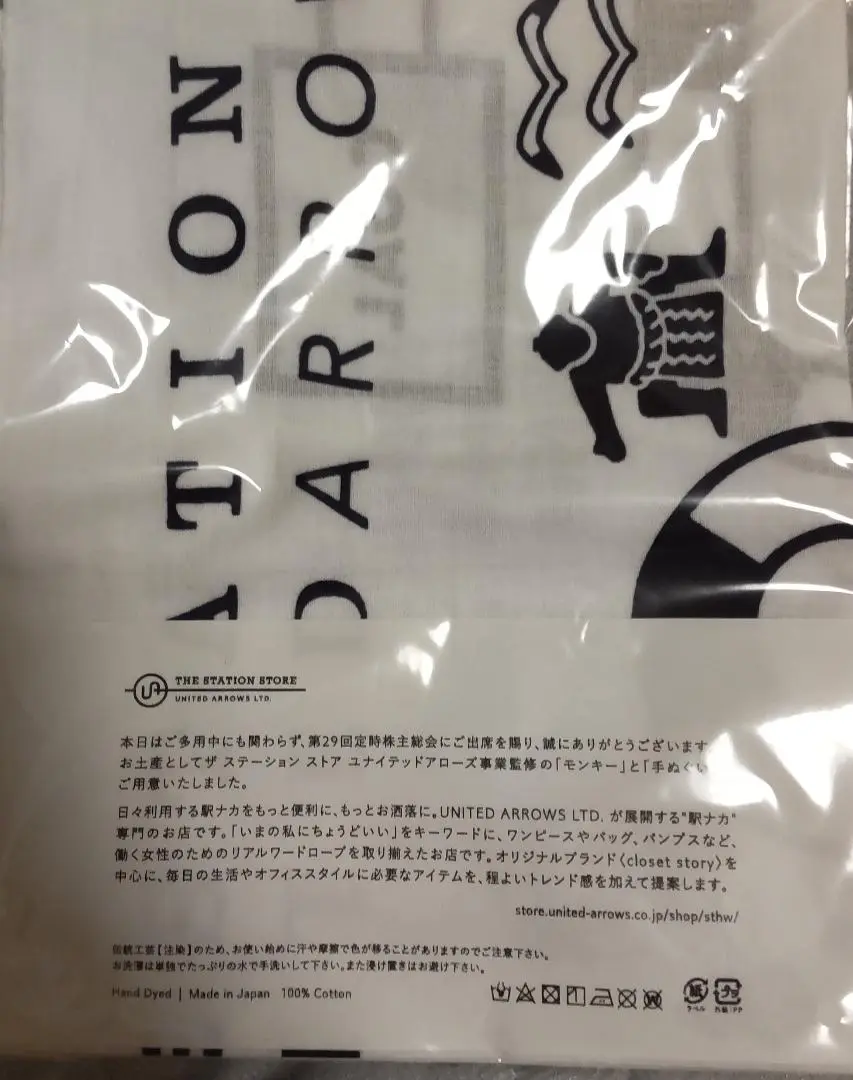 ATION
DARRO
THE STATION STORE
UNITED ARROWS LTD.
本日はご多用中にも関わらず、第29回定時株主総会にご出席を賜り、誠にありがとうございます
お土産としてザ ステーション ストア ユナイテッドアローズ事業監修の「モンキー」と「手ぬぐい
ご用意いたしました。
日々利用する駅ナカをもっと便利に、もっとお洒落に。UNITED ARROWS LTD. が展開する"駅ナカ"
専門のお店です。「いまの私にちょうどいい」をキーワードに、ワンピースやバッグ、パンプスなど、
働く女性のためのリアルワードローブを取り揃えたお店です。オリジナルブランド〈closet story〉を
中心に、毎日の生活やオフィススタイルに必要なアイテムを、程よいトレンド感を加えて提案します。
store.united-arrows.co.jp/shop/sthw/
伝統工芸【注染】のため、お使い始めに汗や摩擦で色が移ることがありますのでご注意下さい。
お洗濯は単独でたっぷりの水で手洗いして下さい。また浸け置きはお避け下さい。
Hand Dyed | Made in Japan 100% Cotton
紙 プラ
ラベル 外装:PP